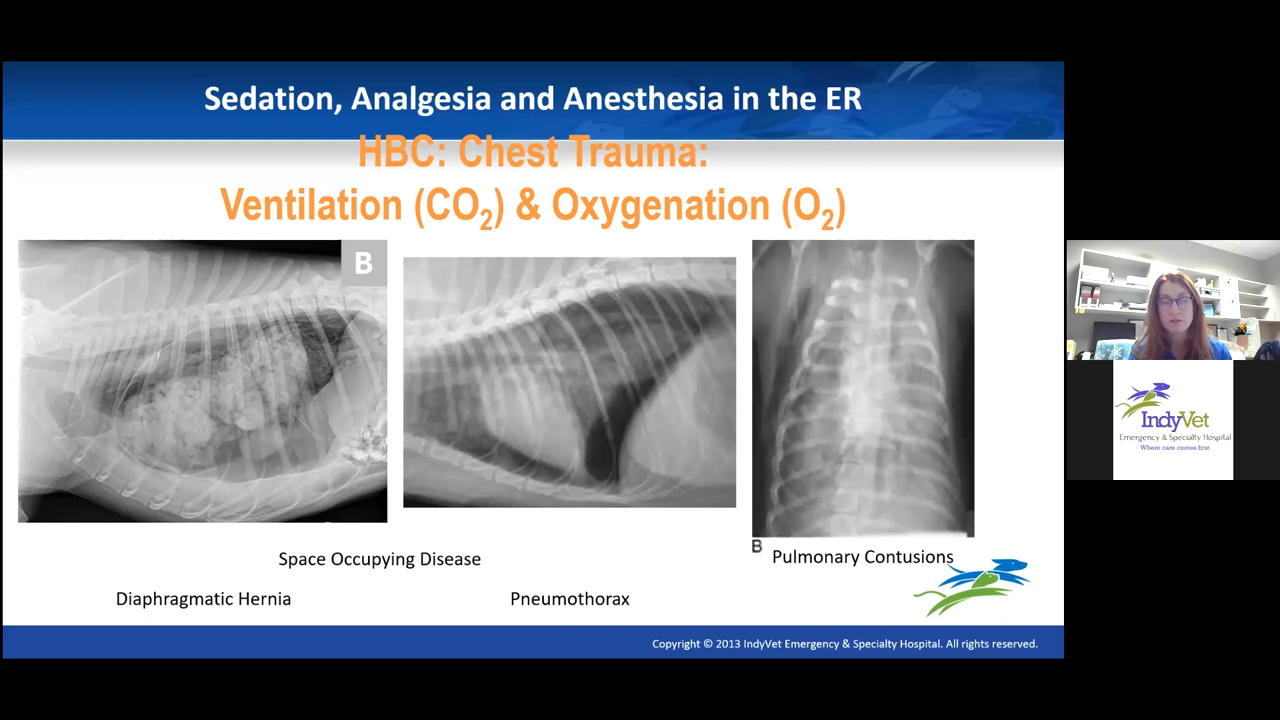 Sedation, Analgesia and Anesthesia in the ER
HBC: Chest Trauma:
Ventilation (CO₂) & Oxygenation (O₂)
B
B
Space Occupying Disease
Pulmonary Contusions
Diaphragmatic Hernia
Pneumothorax
Copyright © 2013 IndyVet Emergency & Specialty Hospital. All rights reserved.
IndyVet
Emergency & Specialty Hospital
Where care comes first.